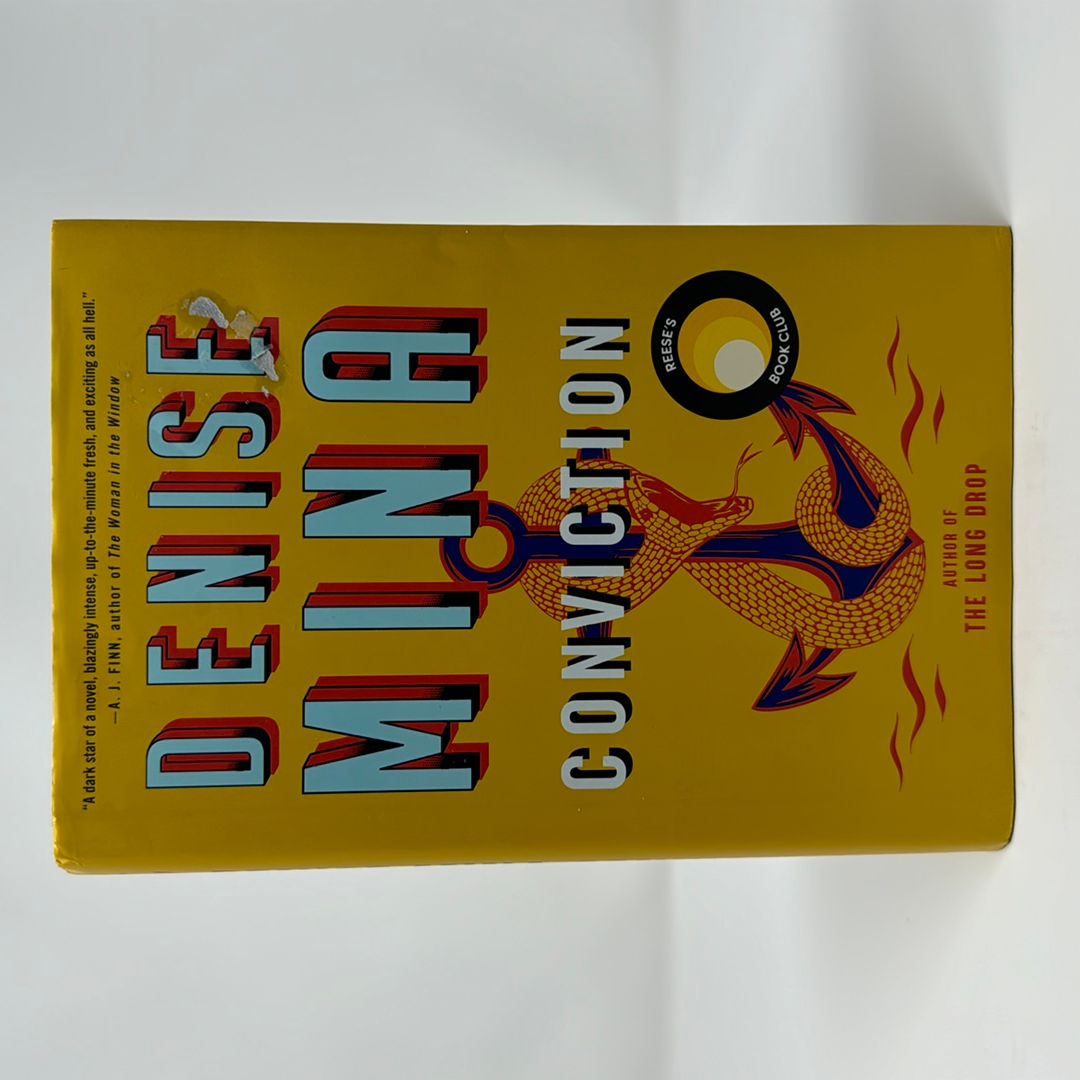 “A dark star of a novel, blazingly intense, up-to-the-minute fresh, and exciting as all hell.”
—A. J. FINN, author of The Woman in the Window
DENISE
MINA
CONVICTION
REESE'S
BOOK CLUB
AUTHOR OF
THE LONG DROP